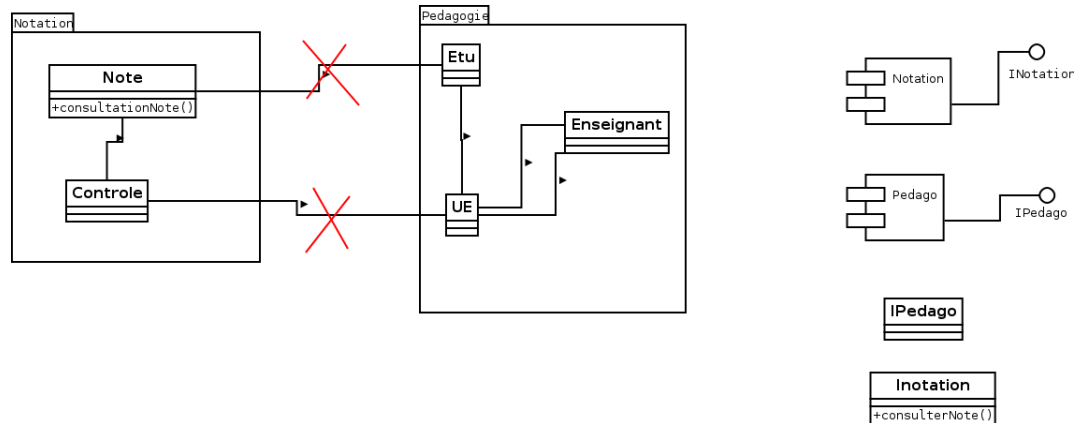 Notation
Note
+consultationNote()
Controle
Pedagogie
Etu
Enseignant
UE
Notation
INotation
Pedago
IPedago
IPedago
Inotation
+consulterNote()